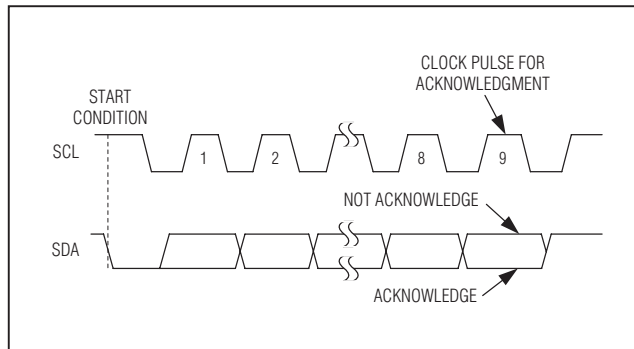 CLOCK PULSE FOR
ACKNOWLEDGMENT
START
CONDITION
SCL
1
2
8
9
NOT ACKNOWLEDGE
SDA
ACKNOWLEDGE